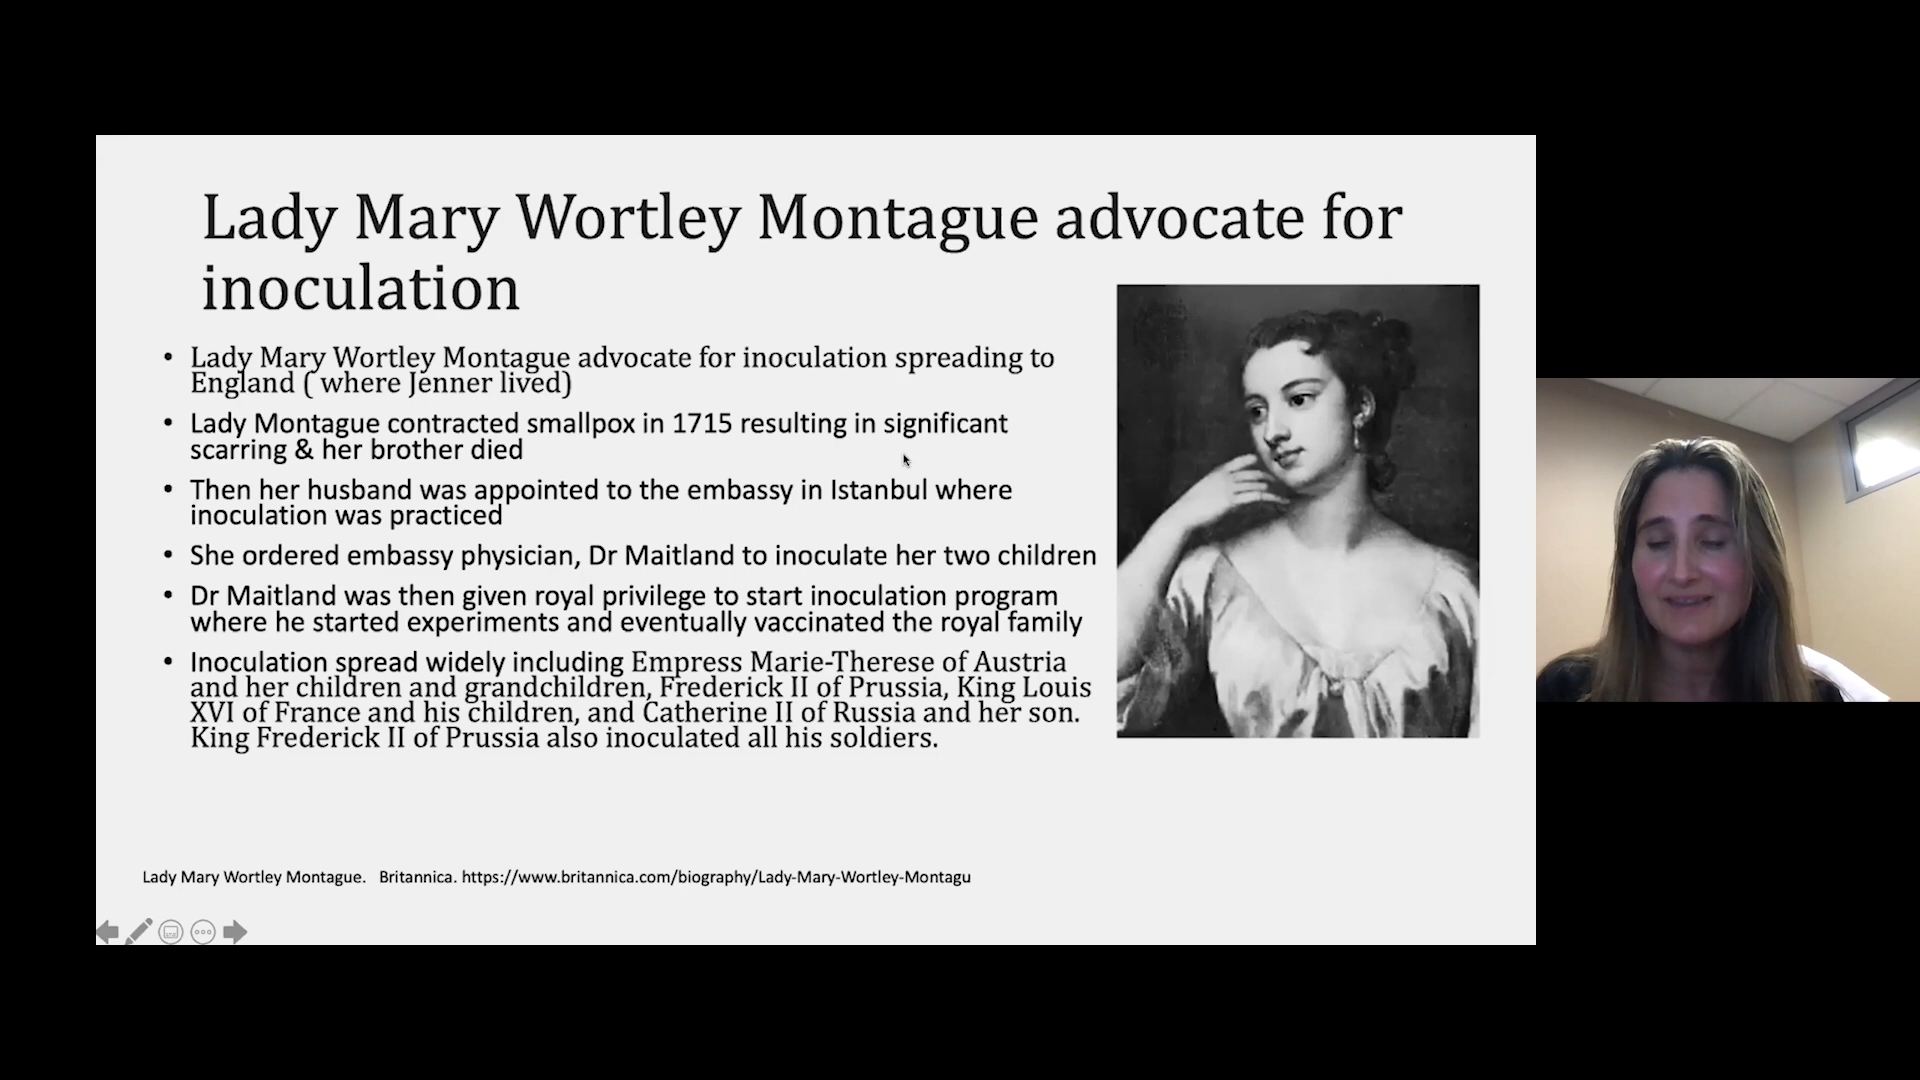 Lady Mary Wortley Montague advocate for
inoculation
• Lady Mary Wortley Montague advocate for inoculation spreading to
England ( where Jenner lived)
• Lady Montague contracted smallpox in 1715 resulting in significant
scarring & her brother died
• Then her husband was appointed to the embassy in Istanbul where
inoculation was practiced
• She ordered embassy physician, Dr Maitland to inoculate her two children
• Dr Maitland was then given royal privilege to start inoculation program
where he started experiments and eventually vaccinated the royal family
• Inoculation spread widely including Empress Marie-Therese of Austria
and her children and grandchildren, Frederick II of Prussia, King Louis
XVI of France and his children, and Catherine II of Russia and her son.
King Frederick II of Prussia also inoculated all his soldiers.
Lady Mary Wortley Montague. Britannica. https://www.britannica.com/biography/Lady-Mary-Wortley-Montagu